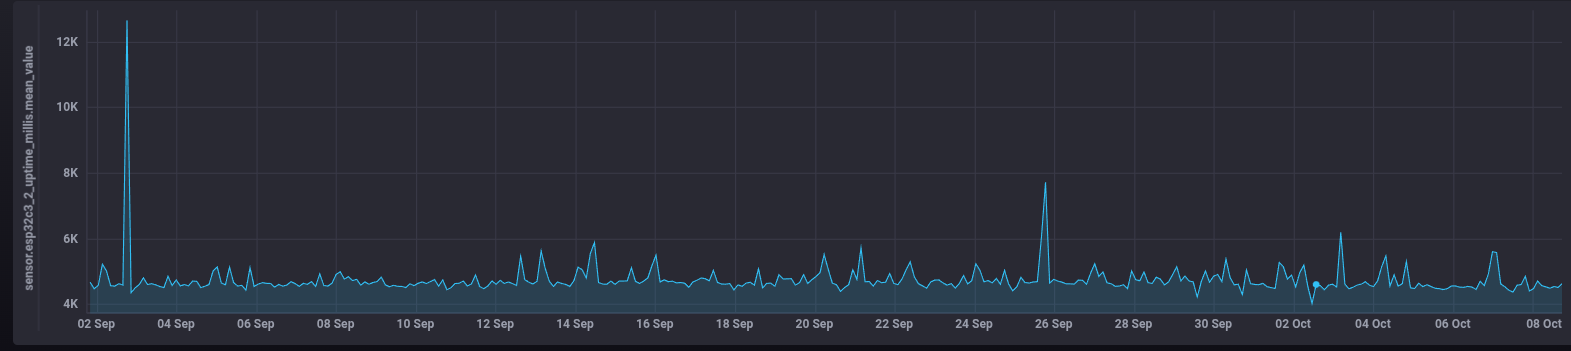 sensor.esp32c3_2_uptime_millis.mean_value
12K
10K
8K
6K
4K
02 Sep 04 Sep 06 Sep 08 Sep 10 Sep 12 Sep 14 Sep 16 Sep 18 Sep 20 Sep 22 Sep 24 Sep 26 Sep 28 Sep 30 Sep 02 Oct 04 Oct 06 Oct 08 Oct